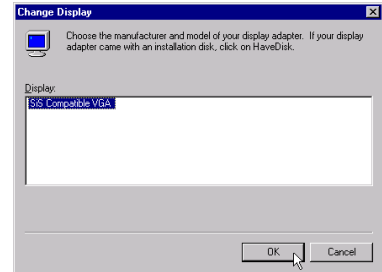 Change Display
Choose the manufacturer and model of your display adapter. If your display
adapter came with an installation disk, click on HaveDisk.
Display:
SiS Compatible VGA
OK
Cancel